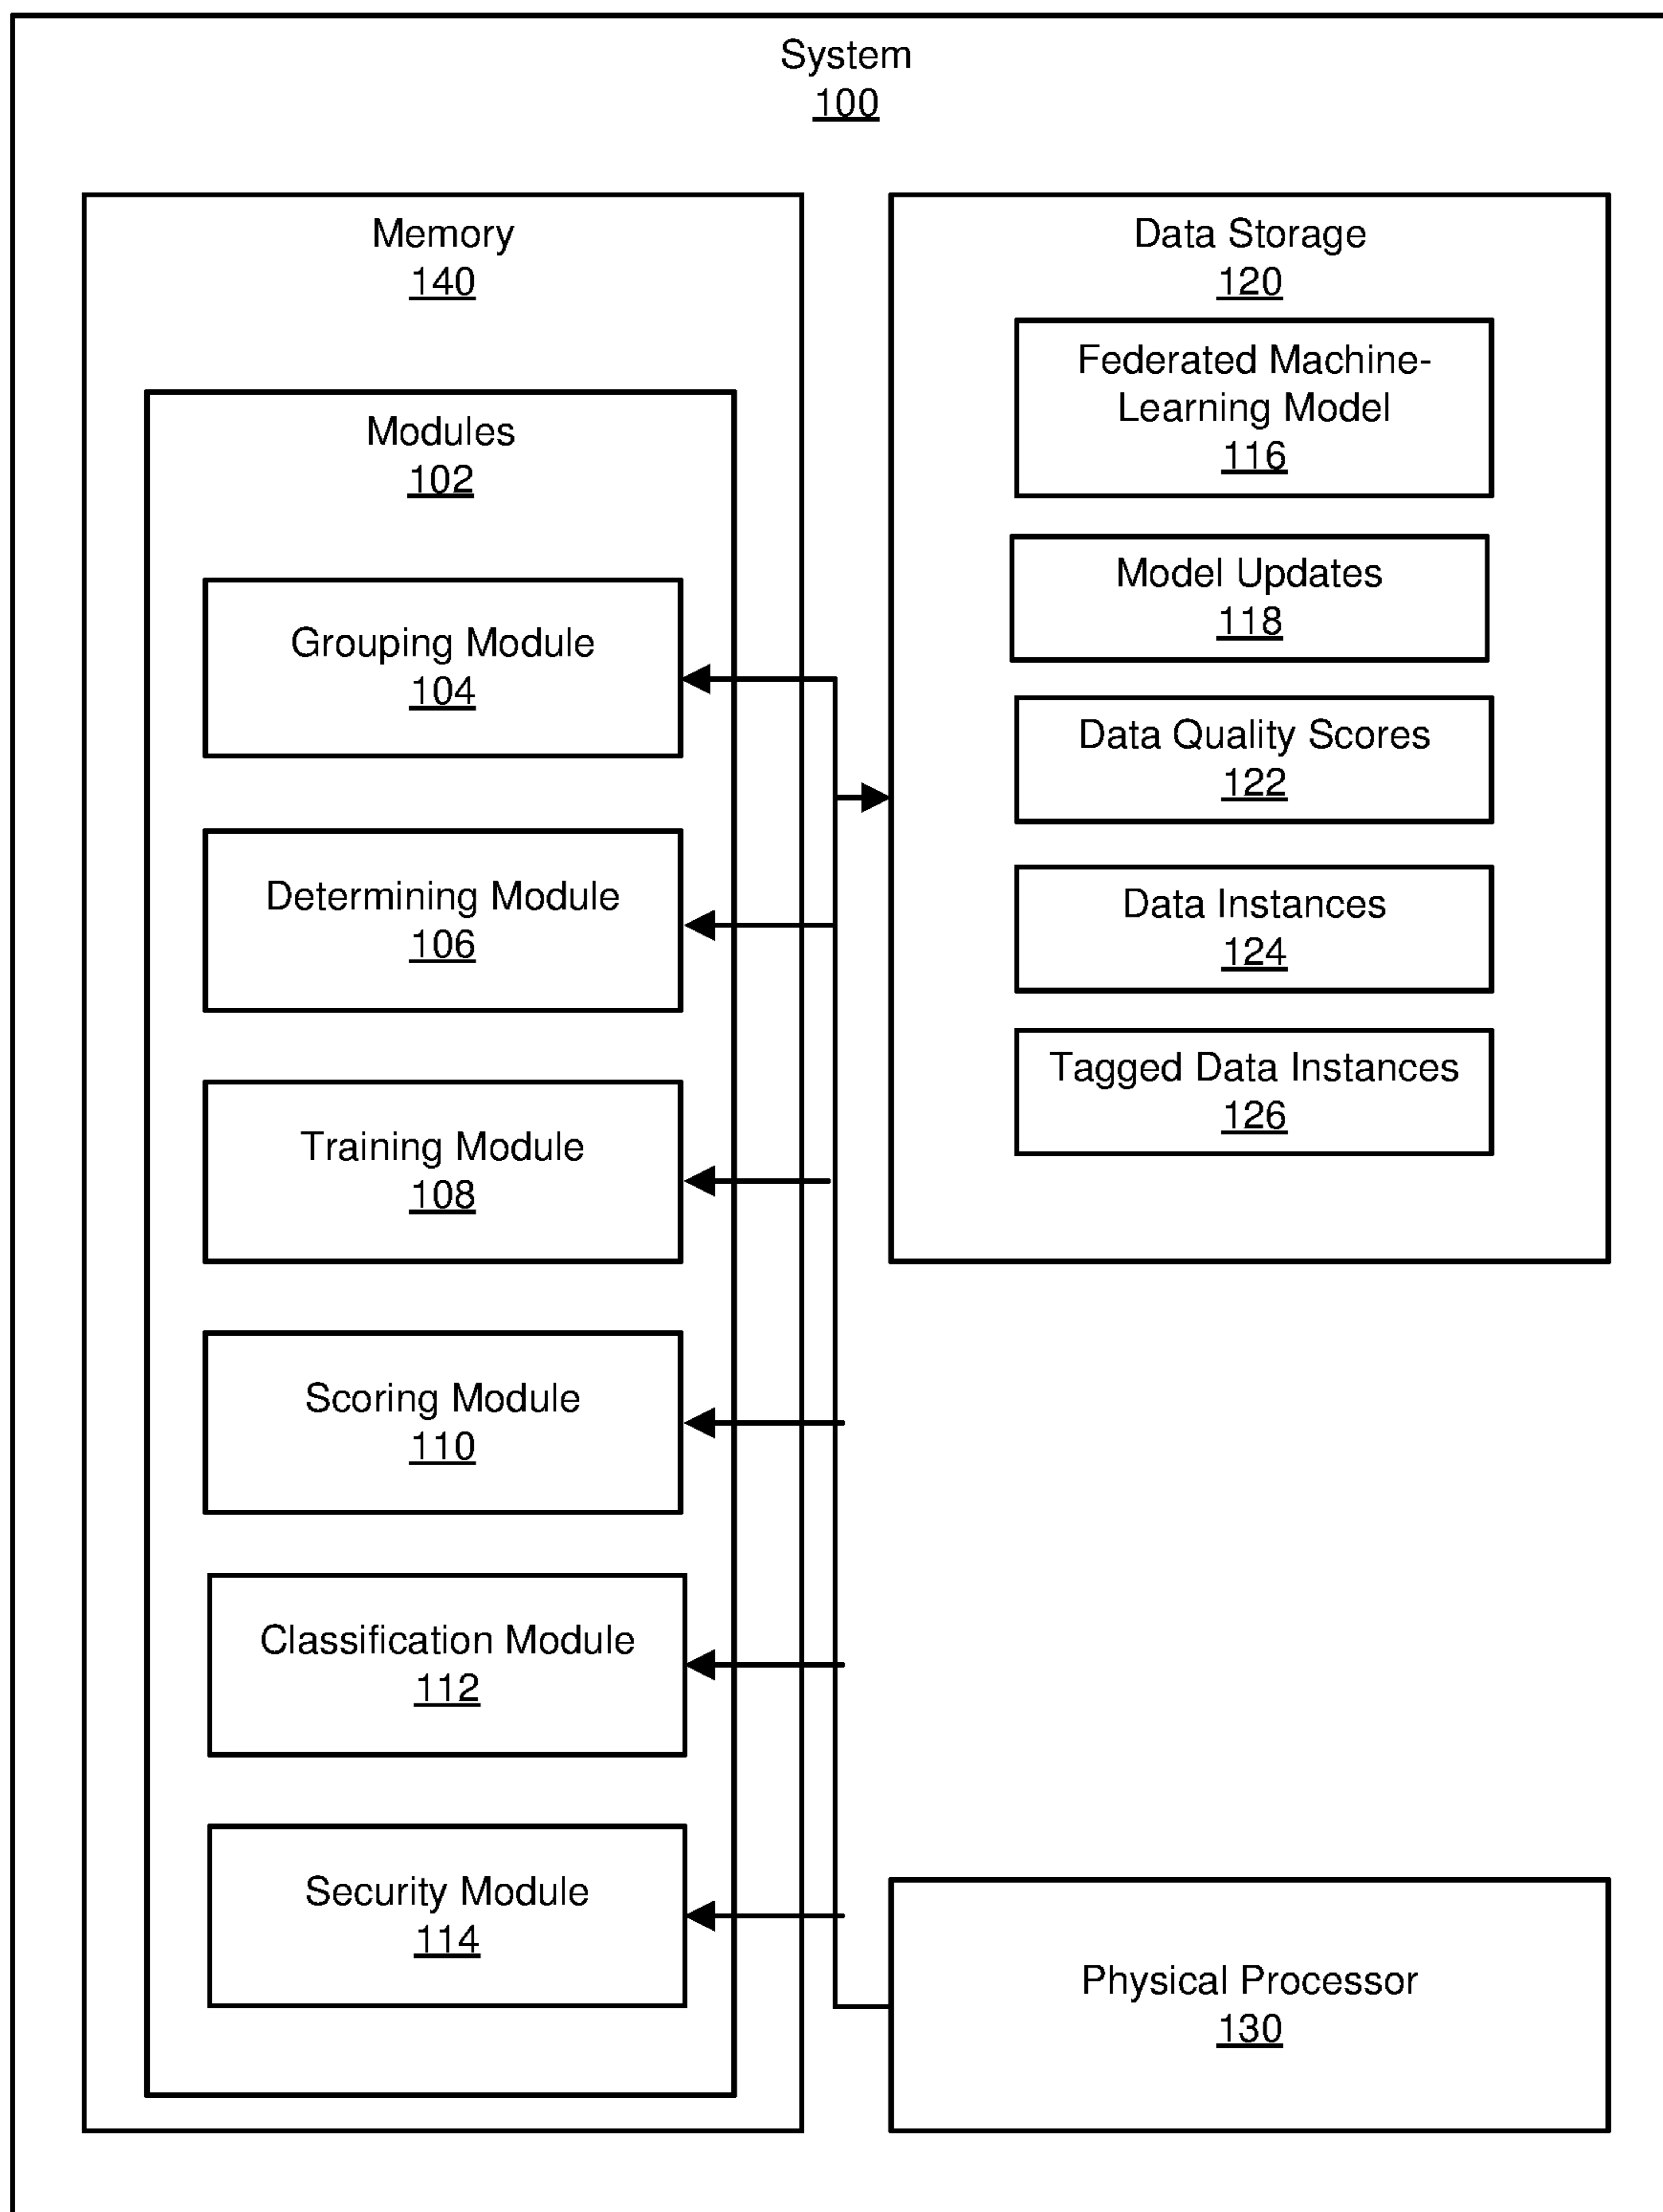 System
100
Memory
140
Modules
102
Grouping Module
104
Determining Module
106
Training Module
108
Scoring Module
110
Classification Module
112
Security Module
114
Data Storage
120
Federated Machine-
Learning Model
116
Model Updates
118
Data Quality Scores
122
Data Instances
124
Tagged Data Instances
126
Physical Processor
130